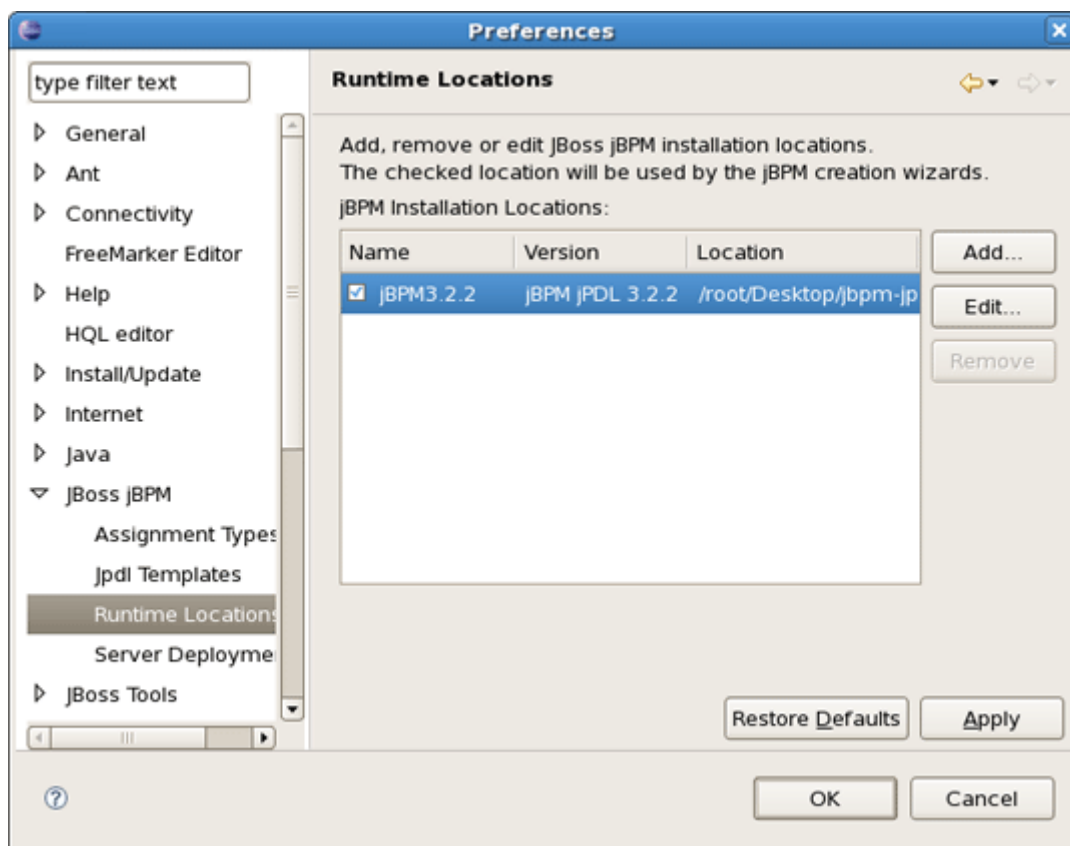 Preferences
type filter text
General
Ant
Connectivity
FreeMarker Editor
Help
HQL editor
Install/Update
Internet
Java
JBoss jBPM
Assignment Types
Jpdl Templates
Runtime Locations
Server Deployme
JBoss Tools
Runtime Locations
Add, remove or edit JBoss jBPM installation locations.
The checked location will be used by the jBPM creation wizards.
jBPM Installation Locations:
Name Version Location
jBPM3.2.2 jBPM jPDL 3.2.2 /root/Desktop/jbpm-jp
Add...
Edit...
Remove
Restore Defaults
Apply
OK
Cancel